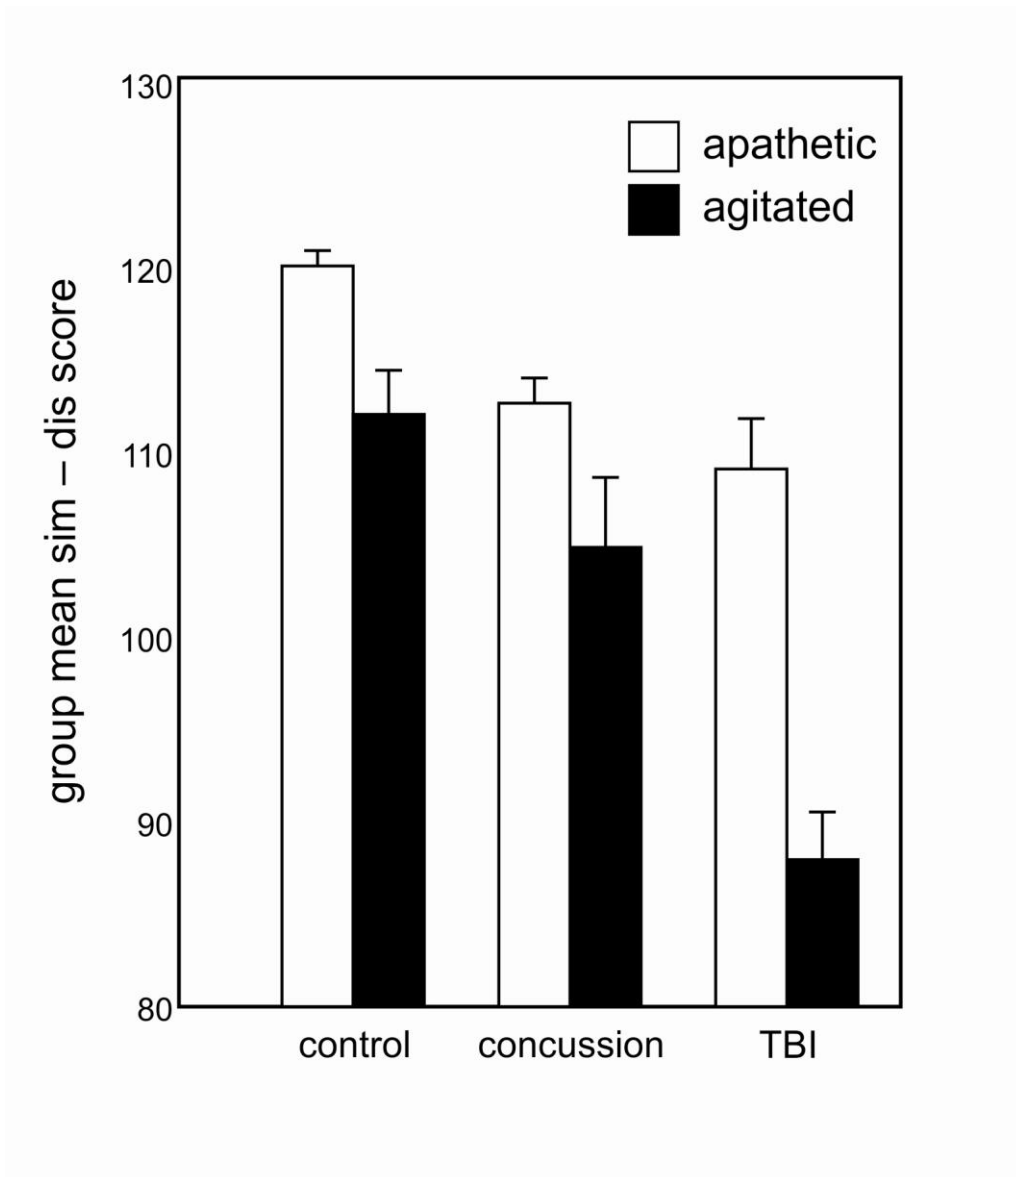 130
120
110
100
90
80
group mean sim – dis score
apathetic
agitated
control
concussion
TBI